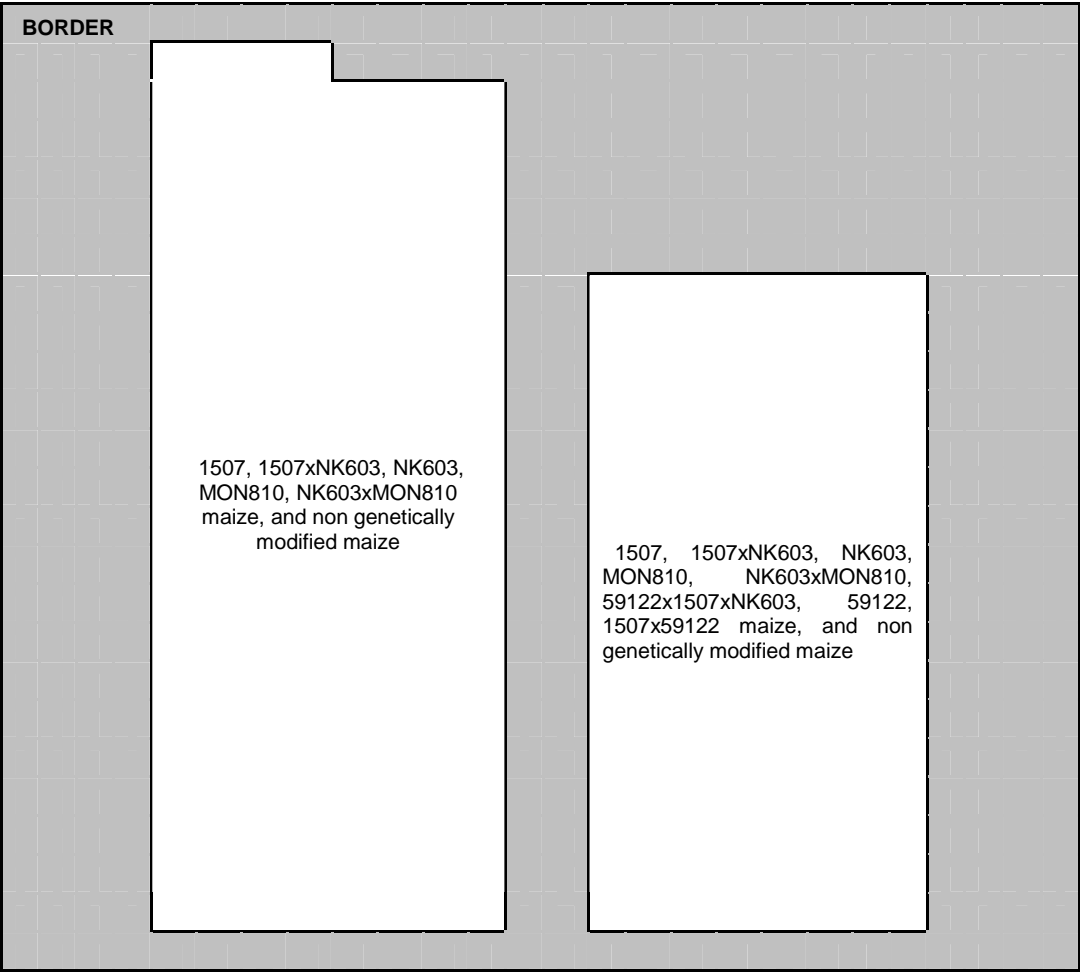 BORDER
1507, 1507xNK603, NK603,
MON810, NK603xMON810
maize, and non genetically
modified maize
1507, 1507xNK603, NK603,
MON810, NK603xMON810,
59122x1507xNK603, 59122,
1507x59122 maize, and non
genetically modified maize